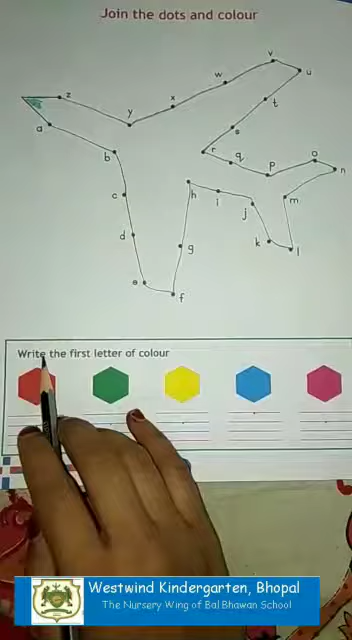 Join the dots and colour
v
u
w
x
t
z
y
s
a
r
q
o
b
p
n
c
h
i
j
m
d
g
k
l
e
f
Write the first letter of colour
Westwind Kindergarten, Bhopal
The Nursery Wing of Bal Bhawan School